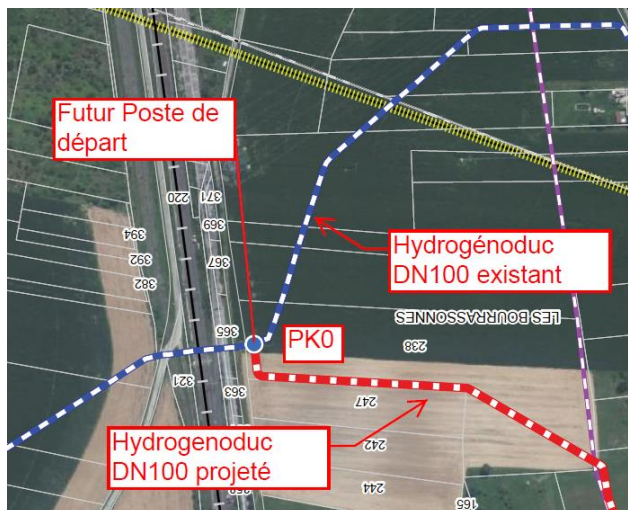 Futur Poste de
départ
371
220
369
394
367
392
382
Hydrogénoduc
DN100 existant
LES BOURRASSONNES
365
PK0
238
321
363
247
Hydrogenoduc
DN100 projeté
242
244
165